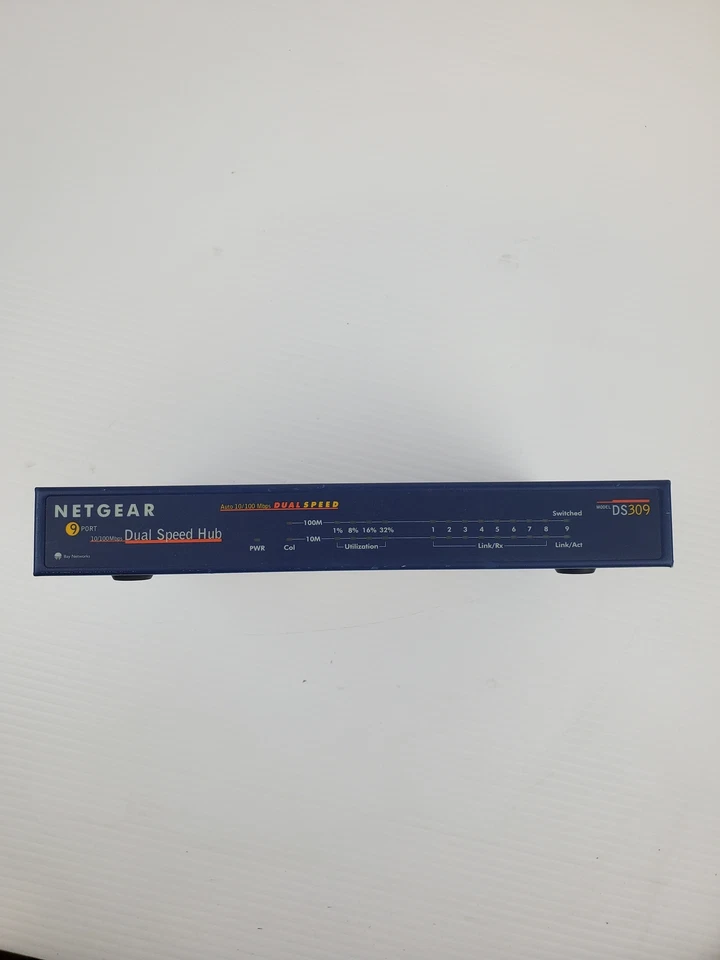 NETGEAR
9 PORT
10/100Mbps Dual Speed Hub
Bay Networks
Auto 10/100 Mbps DUAL SPEED
PWR
Col
100M
1% 8% 16% 32%
10M
Utilization
1 2 3 4 5 6 7 8
Link/Rx
Switched
9
Link/Act
MODEL DS309